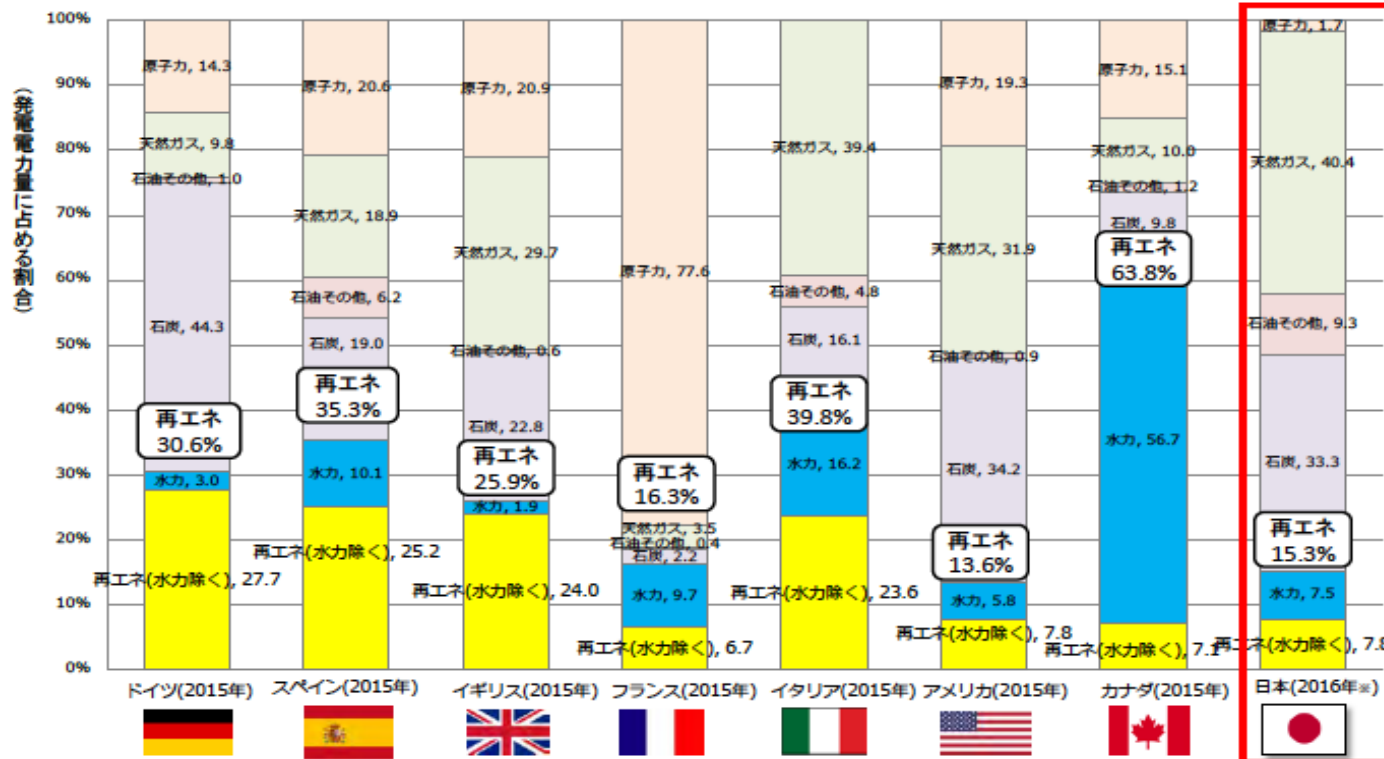 (発電電力量に占める割合)
100%
90%
80%
70%
60%
50%
40%
30%
20%
10%
0%
原子力, 14.3
天然ガス, 9.8
石油その他, 1.0
石炭, 44.3
再エネ
30.6%
水力, 3.0
再エネ(水力除く), 27.7
ドイツ(2015年)
原子力, 20.6
天然ガス, 18.9
石油その他, 6.2
石炭, 19.0
再エネ
35.3%
水力, 10.1
再エネ(水力除く), 25.2
スペイン(2015年)
原子力, 20.9
天然ガス, 29.7
石油その他, 0.6
石炭, 22.8
再エネ
25.9%
水力, 1.9
再エネ(水力除く), 24.0
イギリス(2015年)
原子力, 77.6
再エネ
16.3%
天然ガス, 3.5
石油その他, 0.4
石炭, 2.2
水力, 9.7
再エネ(水力除く), 6.7
フランス(2015年)
天然ガス, 39.4
石油その他, 4.8
石炭, 16.1
再エネ
39.8%
水力, 16.2
再エネ(水力除く), 23.6
イタリア(2015年)
原子力, 19.3
天然ガス, 31.9
石油その他, 0.9
石炭, 34.2
再エネ
13.6%
水力, 5.8
再エネ(水力除く), 7.8
アメリカ(2015年)
原子力, 15.1
天然ガス, 10.0
石油その他, 1.2
石炭, 9.8
再エネ
63.8%
水力, 56.7
再エネ(水力除く), 7.1
カナダ(2015年)
原子力, 1.7
天然ガス, 40.4
石油その他, 9.3
石炭, 33.3
再エネ
15.3%
水力, 7.5
再エネ(水力除く), 7.8
日本(2016年※)